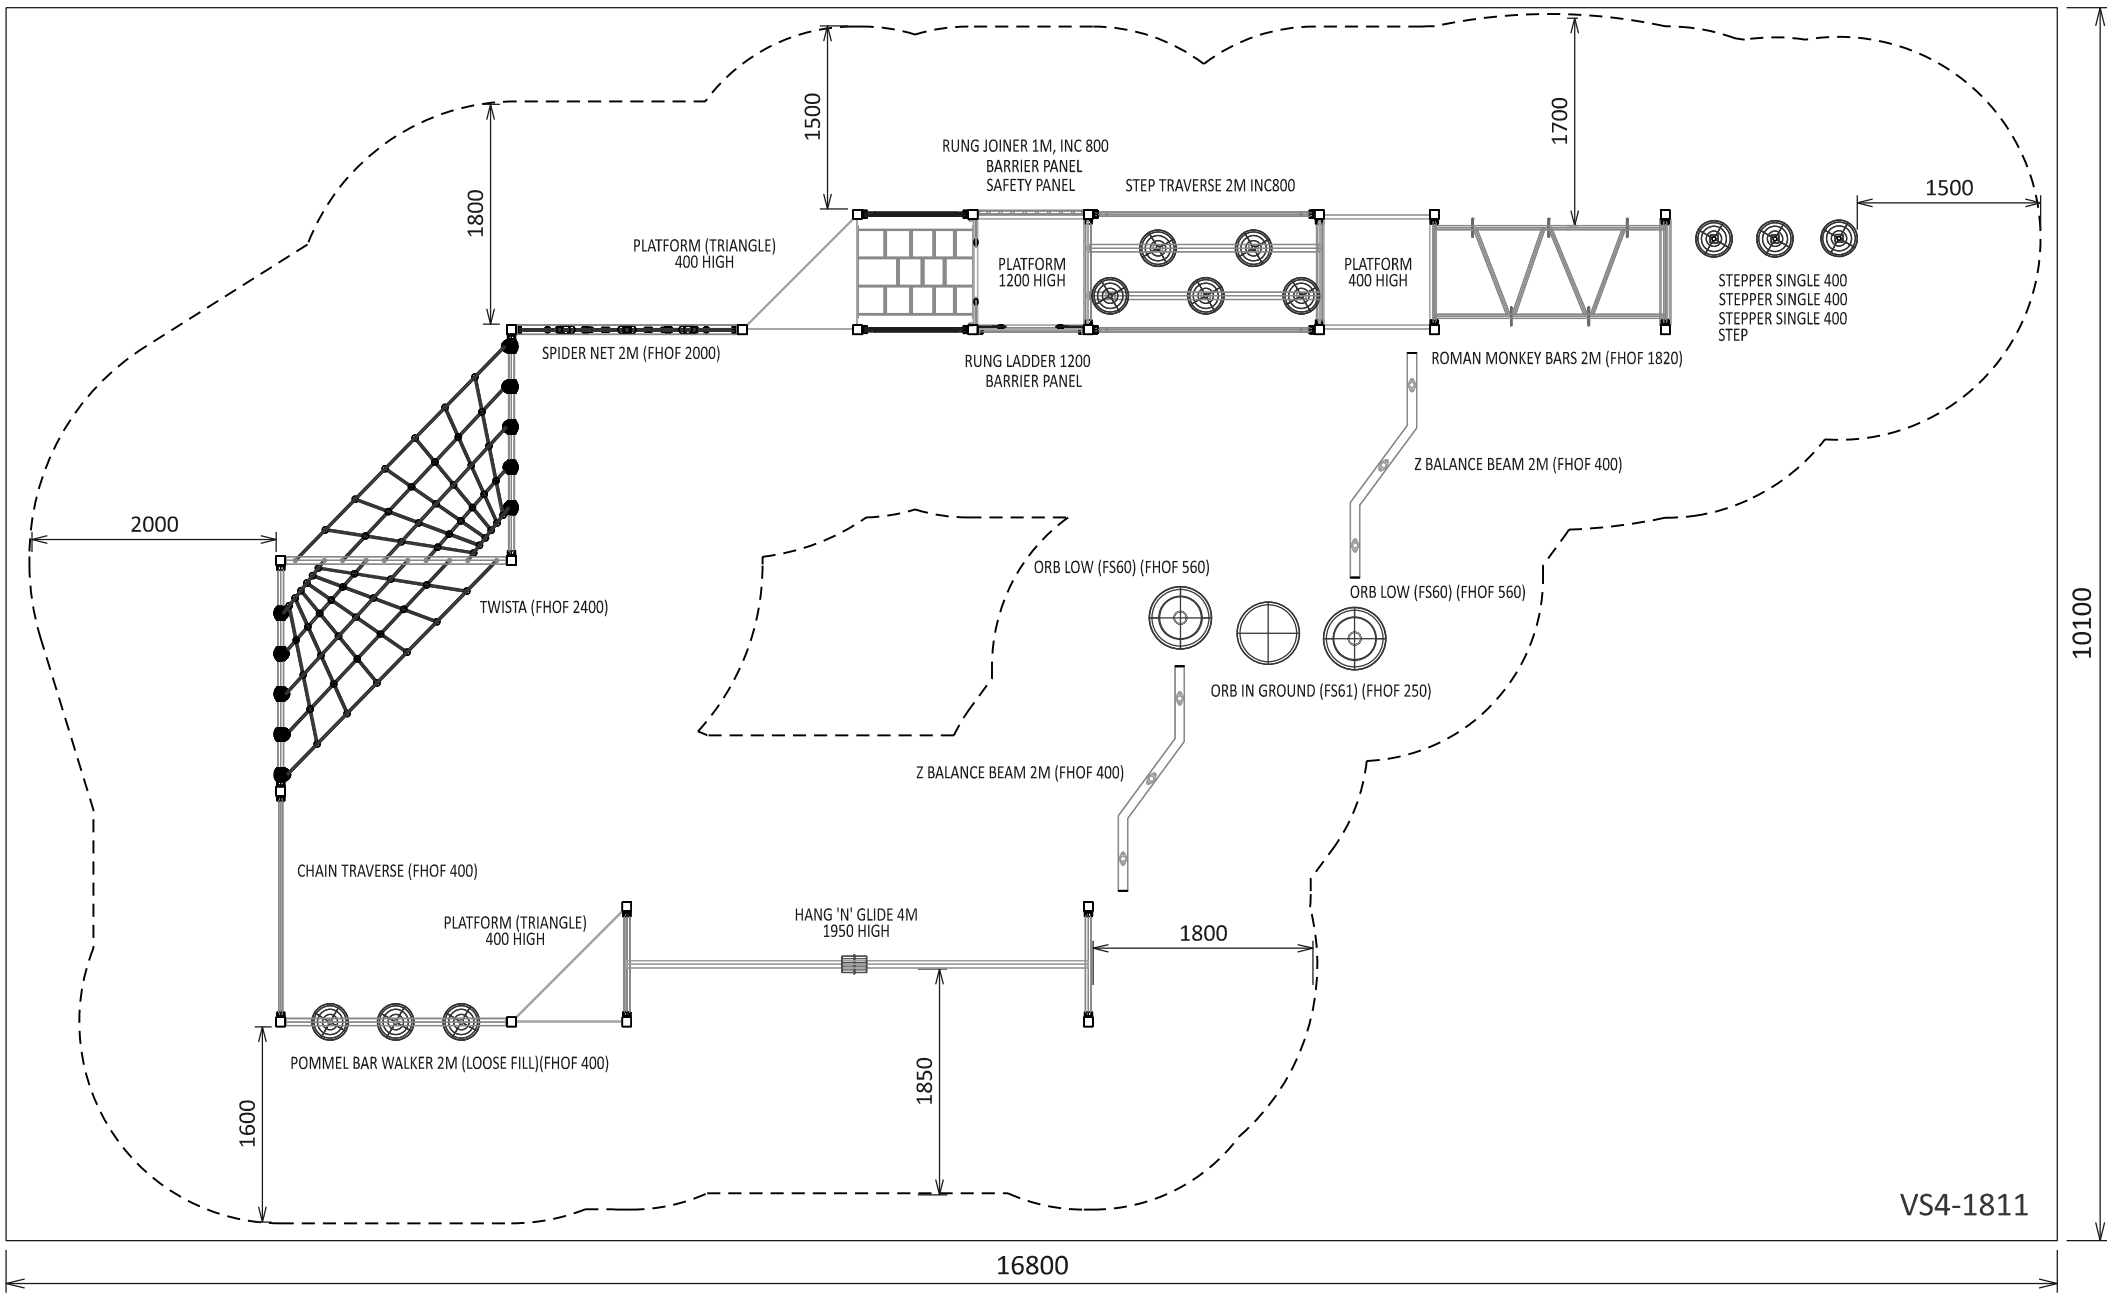 1500
1700
1800
RUNG JOINER 1M, INC 800
BARRIER PANEL
SAFETY PANEL
STEP TRAVERSE 2M INC800
1500
PLATFORM (TRIANGLE)
400 HIGH
PLATFORM
1200 HIGH
PLATFORM
400 HIGH
STEPPER SINGLE 400
STEPPER SINGLE 400
STEPPER SINGLE 400
STEP
SPIDER NET 2M (FHOF 2000)
RUNG LADDER 1200
BARRIER PANEL
ROMAN MONKEY BARS 2M (FHOF 1820)
Z BALANCE BEAM 2M (FHOF 400)
2000
ORB LOW (FS60) (FHOF 560)
ORB LOW (FS60) (FHOF 560)
TWISTA (FHOF 2400)
10100
ORB IN GROUND (FS61) (FHOF 250)
Z BALANCE BEAM 2M (FHOF 400)
CHAIN TRAVERSE (FHOF 400)
PLATFORM (TRIANGLE)
400 HIGH
HANG 'N' GLIDE 4M
1950 HIGH
1800
POMMEL BAR WALKER 2M (LOOSE FILL)(FHOF 400)
1600
1850
VS4-1811
16800